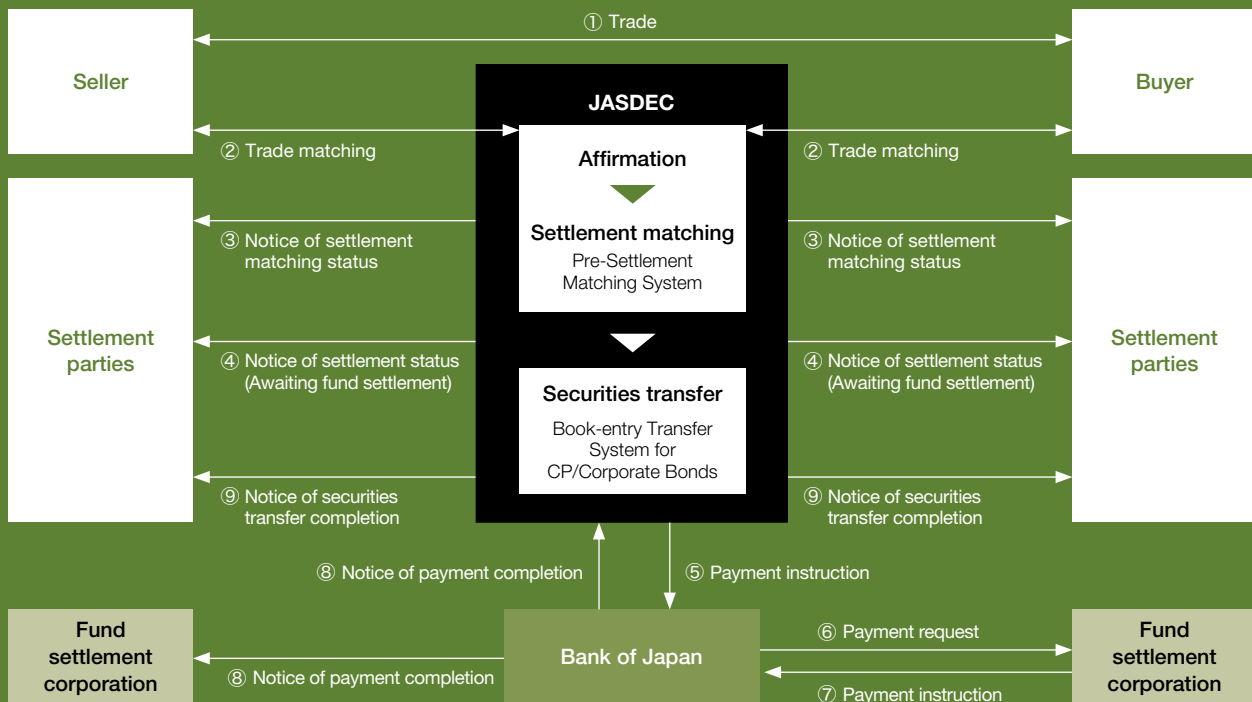 ① Trade
Seller
Buyer
JASDEC
② Trade matching
② Trade matching
Affirmation
③ Notice of settlement
matching status
Settlement matching
Pre-Settlement
Matching System
③ Notice of settlement
matching status
Settlement
parties
Settlement
parties
④ Notice of settlement status
(Awaiting fund settlement)
④ Notice of settlement status
(Awaiting fund settlement)
Securities transfer
Book-entry Transfer
System for
CP/Corporate Bonds
⑨ Notice of securities
transfer completion
⑨ Notice of securities
transfer completion
⑧ Notice of payment completion
⑤ Payment instruction
Fund
settlement
corporation
⑧ Notice of payment completion
Bank of Japan
⑥ Payment request
⑦ Payment instruction
Fund
settlement
corporation